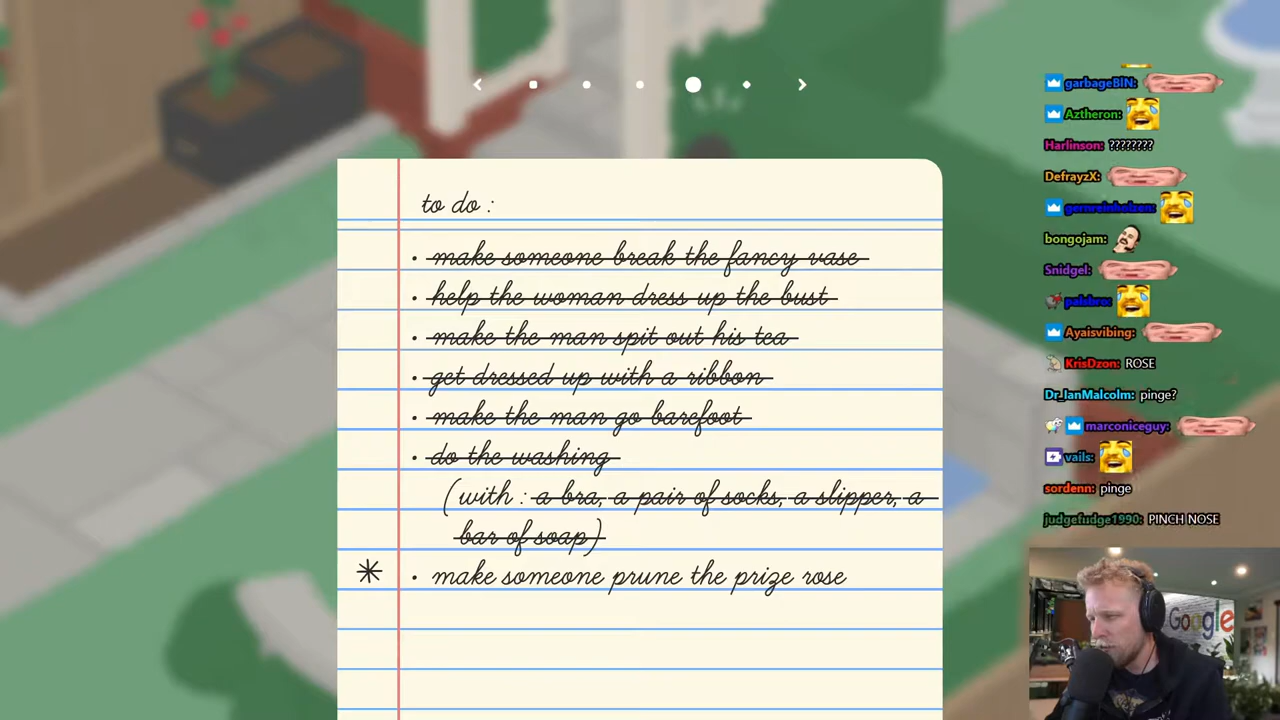 to do :
• make someone break the fancy vase
• help the woman dress up the bust
• make the man spit out his tea
• get dressed up with a ribbon
• make the man go barefoot
• do the washing
(with : a bra, a pair of socks, a slipper, a
bar of soap)
• make someone prune the prize rose
garbageBIN:
Aztheron:
Harlinson: ????????
DefrayzX:
bongojam:
Snidgel:
palsbro:
Ayaisvibing:
KrisDzon: ROSE
Dr_IanMalcolm: pinge?
marconiceguy:
vails:
sordenn: pinge
judgefudge1990: PINCH NOSE
Google